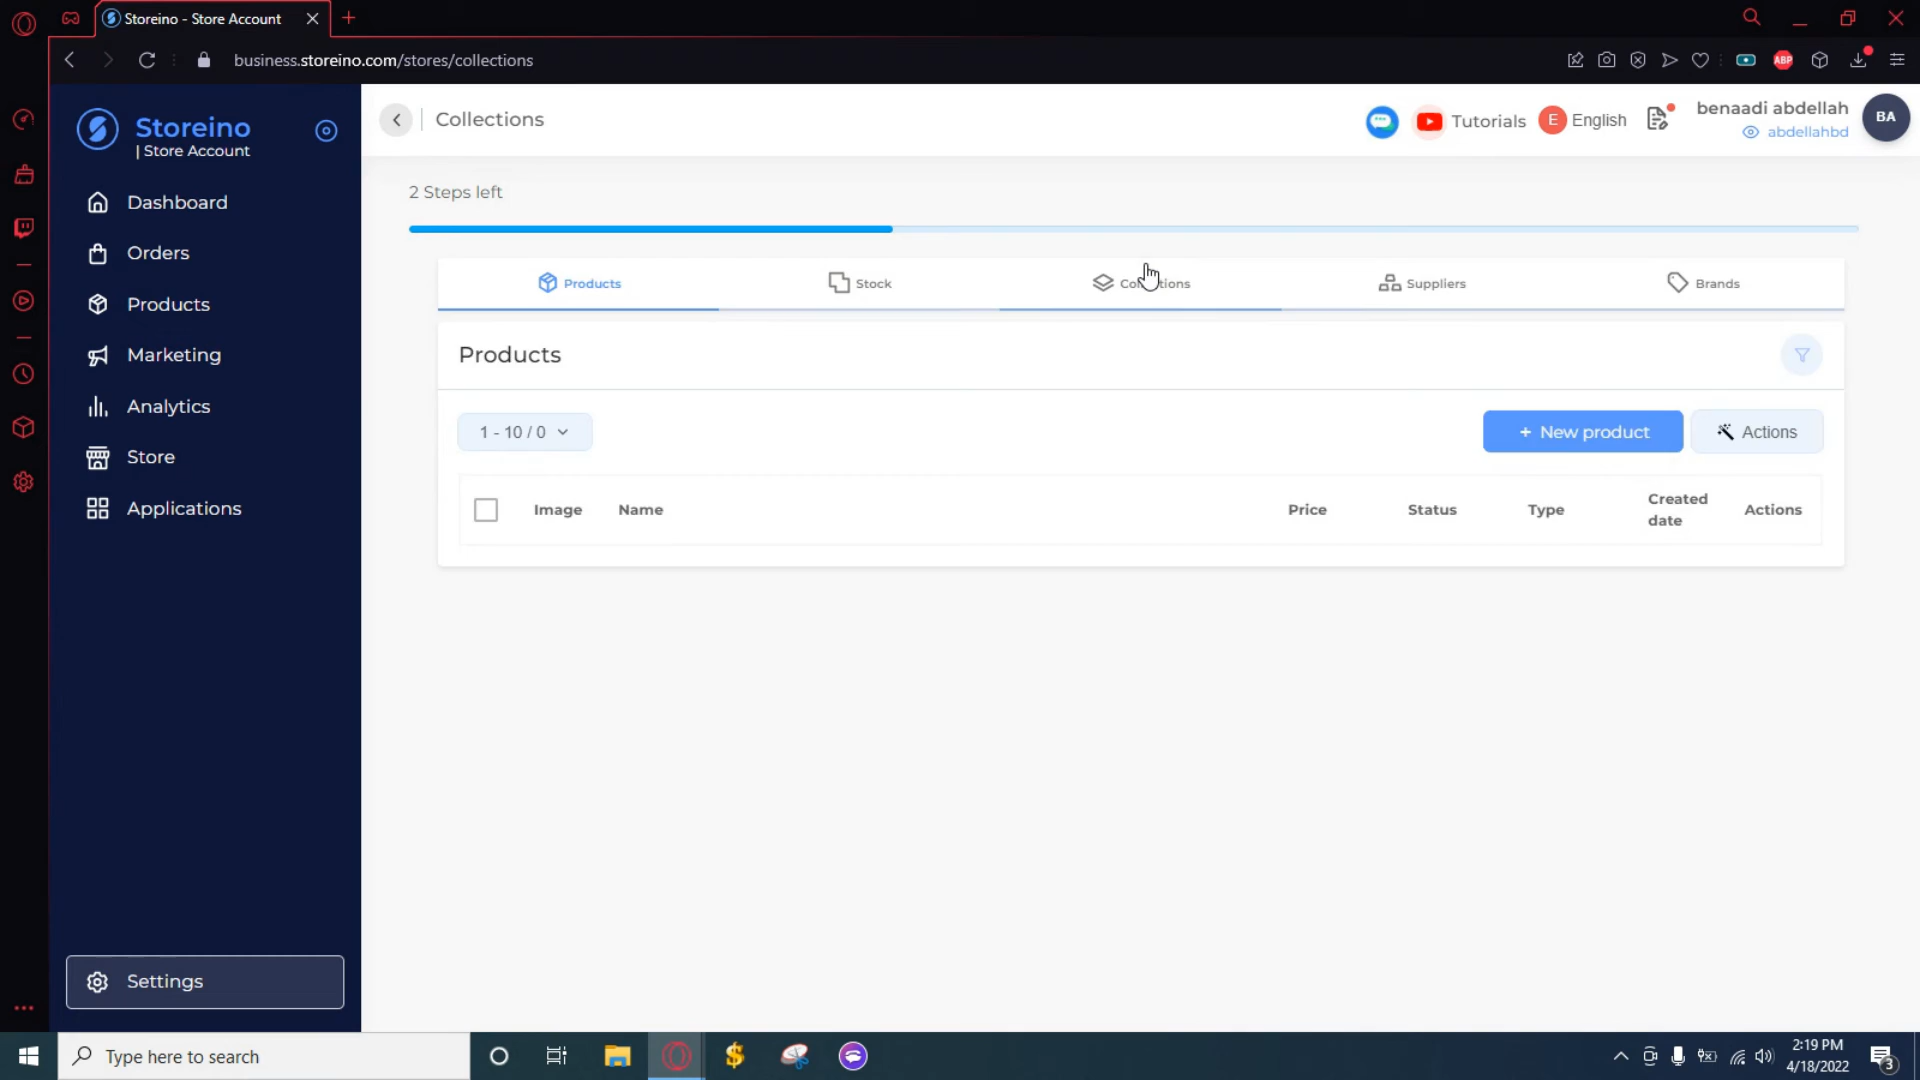 Storeino - Store Account
business.storeino.com/stores/collections
ABP
Storeino
| Store Account
Dashboard
Orders
Products
Marketing
Analytics
Store
Applications
Settings
Collections
Tutorials
E English
benaadi abdellah
abdellahbd
BA
2 Steps left
Products
Stock
Suppliers
Brands
Products
1 - 10 / 0
+ New product
Actions
Image
Name
Price
Status
Type
Created
date
Actions
Type here to search
2:19 PM
4/18/2022
3